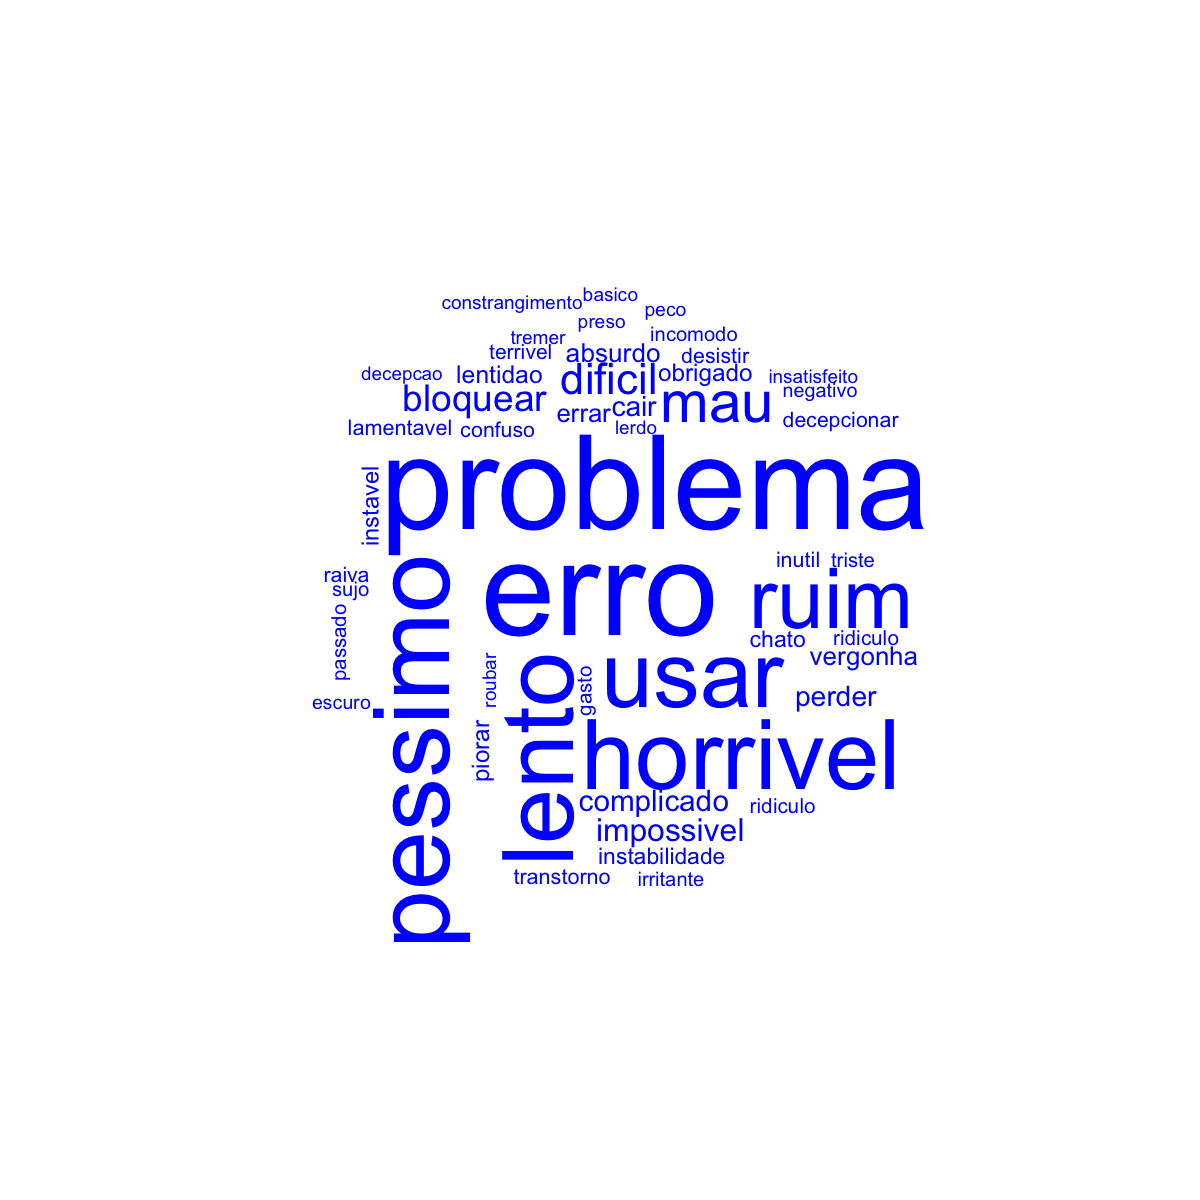 basico
constrangimento
peco
preso
tremer
incomodo
terrivel
absurdo
desistir
decepcao
lentidao
dificil
obrigado
insatisfeito
negativo
bloquear
errar
cair
mau
decepcionar
lamentavel
confuso
lerdo
problema
instavel
inutil
triste
raiva
sujo
pessimo
erro
ruim
passado
chato
ridiculo
vergonha
roubar
lento
gasto
usar
perder
escuro
piorar
horrivel
complicado
ridiculo
impossivel
instabilidade
transtorno
irritante